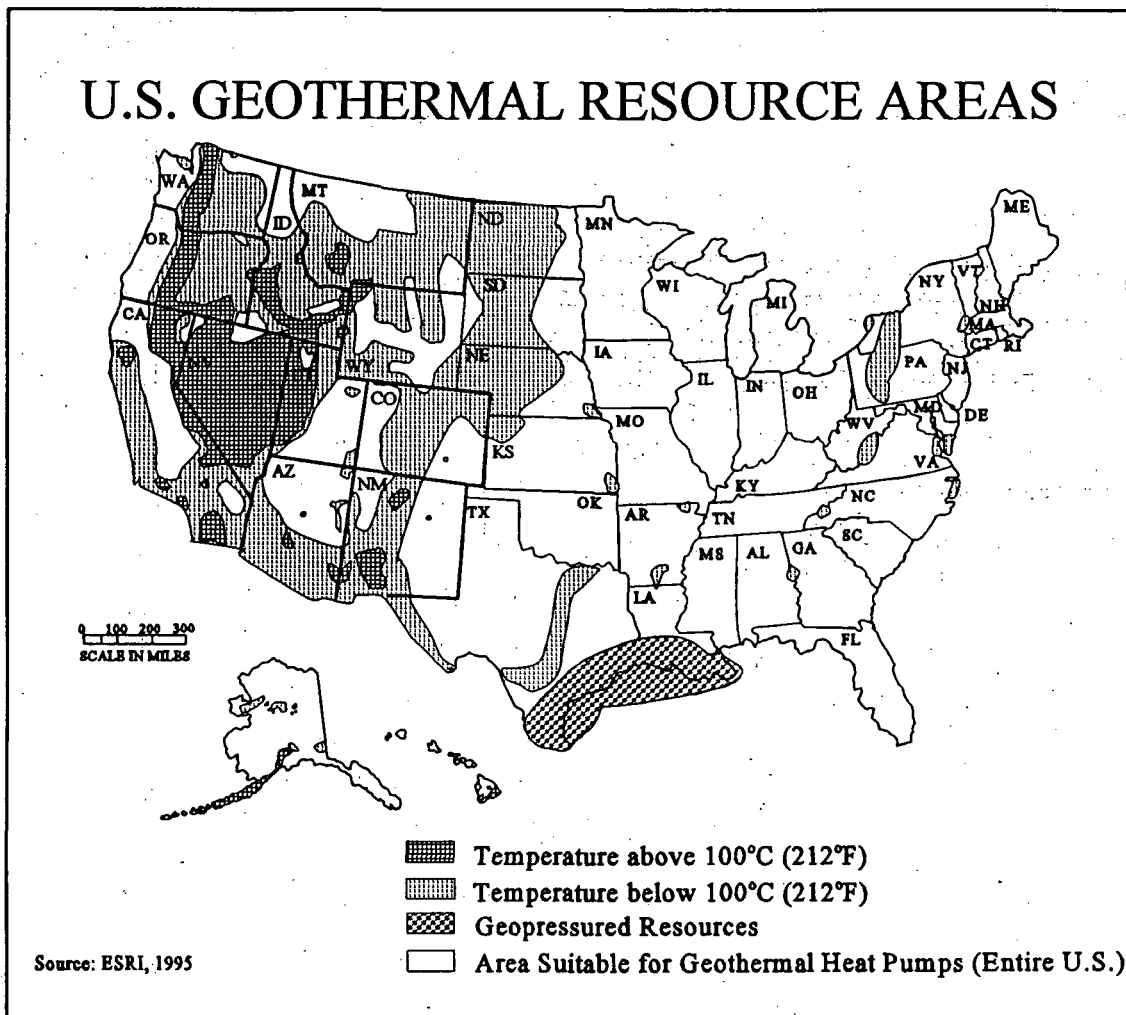 U.S. GEOTHERMAL RESOURCE AREAS
WA
MT
ND
MN
ME
ID
OR
SD
WI
MI
NY
VT
NH
MA
CT
RI
CA
NV
UT
WY
NE
IA
IL
IN
OH
PA
NJ
CO
KS
MO
WV
MD
DE
VA
KY
AZ
NM
TX
OK
AR
TN
NC
SC
MS
AL
GA
LA
FL
0 100 200 300
SCALE IN MILES
Temperature above 100°C (212°F)
Temperature below 100°C (212°F)
Geopressured Resources
Source: ESRI, 1995
Area Suitable for Geothermal Heat Pumps (Entire U.S.)